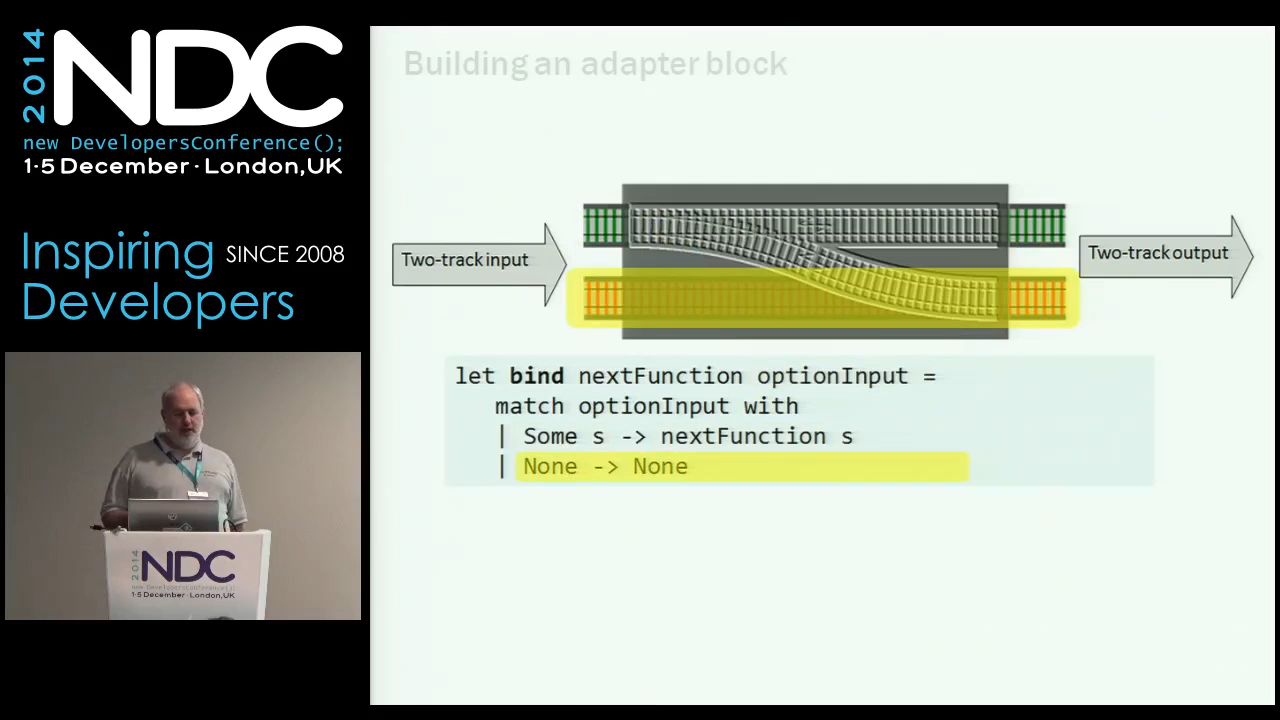 2014
NDC
new DevelopersConference();
1-5 December · London, UK
Inspiring SINCE 2008
Developers
2014
NDC
new DevelopersConference();
1-5 December · London, UK
Building an adapter block
Two-track input
Two-track output
let bind nextFunction optionInput =
match optionInput with
| Some s -> nextFunction s
| None -> None